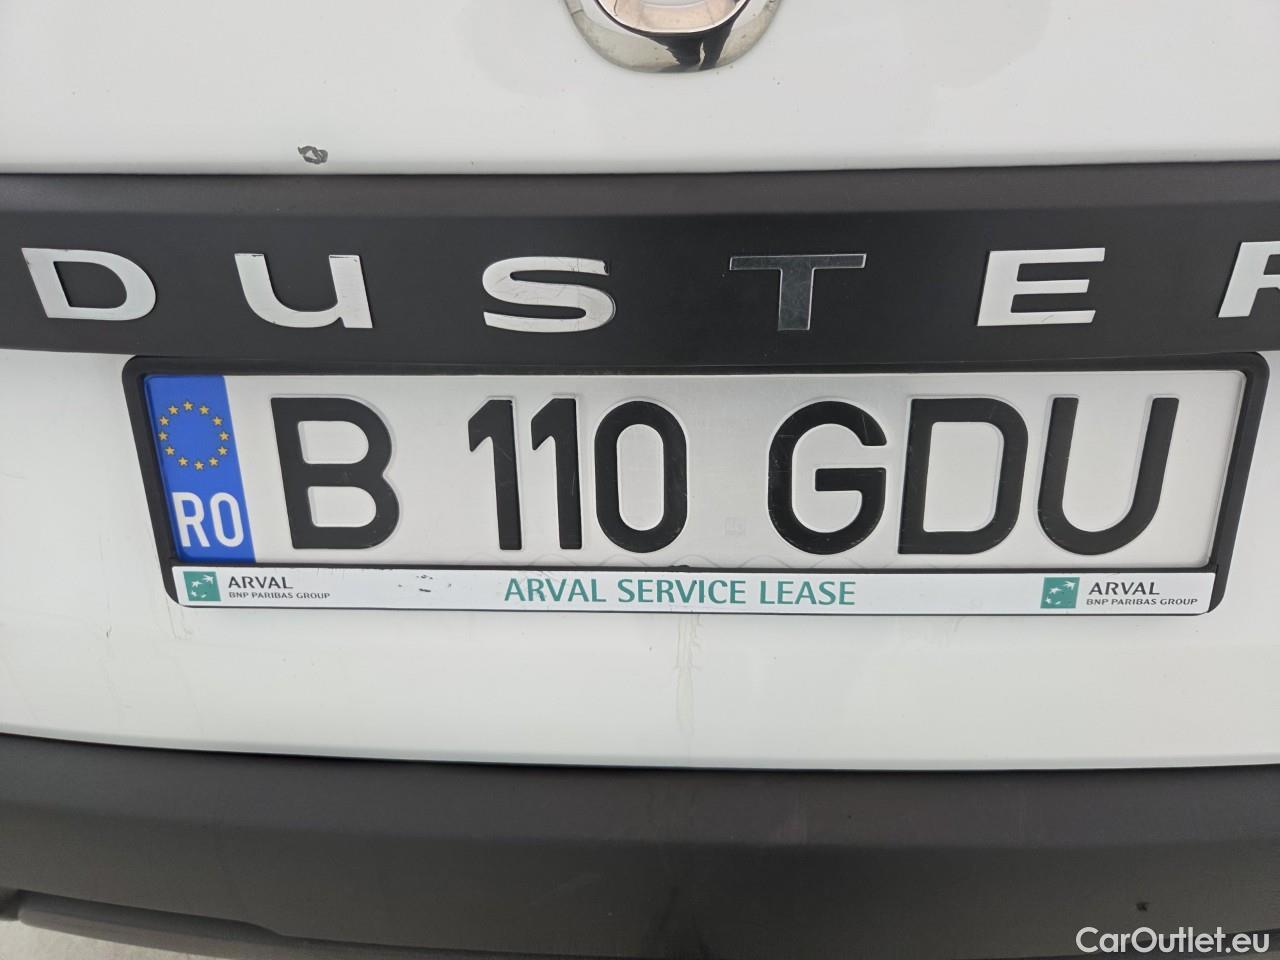 DUSTER
RO
B 110 GDU
ARVAL
BNP PARIBAS GROUP
ARVAL SERVICE LEASE
ARVAL
BNP PARIBAS GROUP
CarOutlet.eu